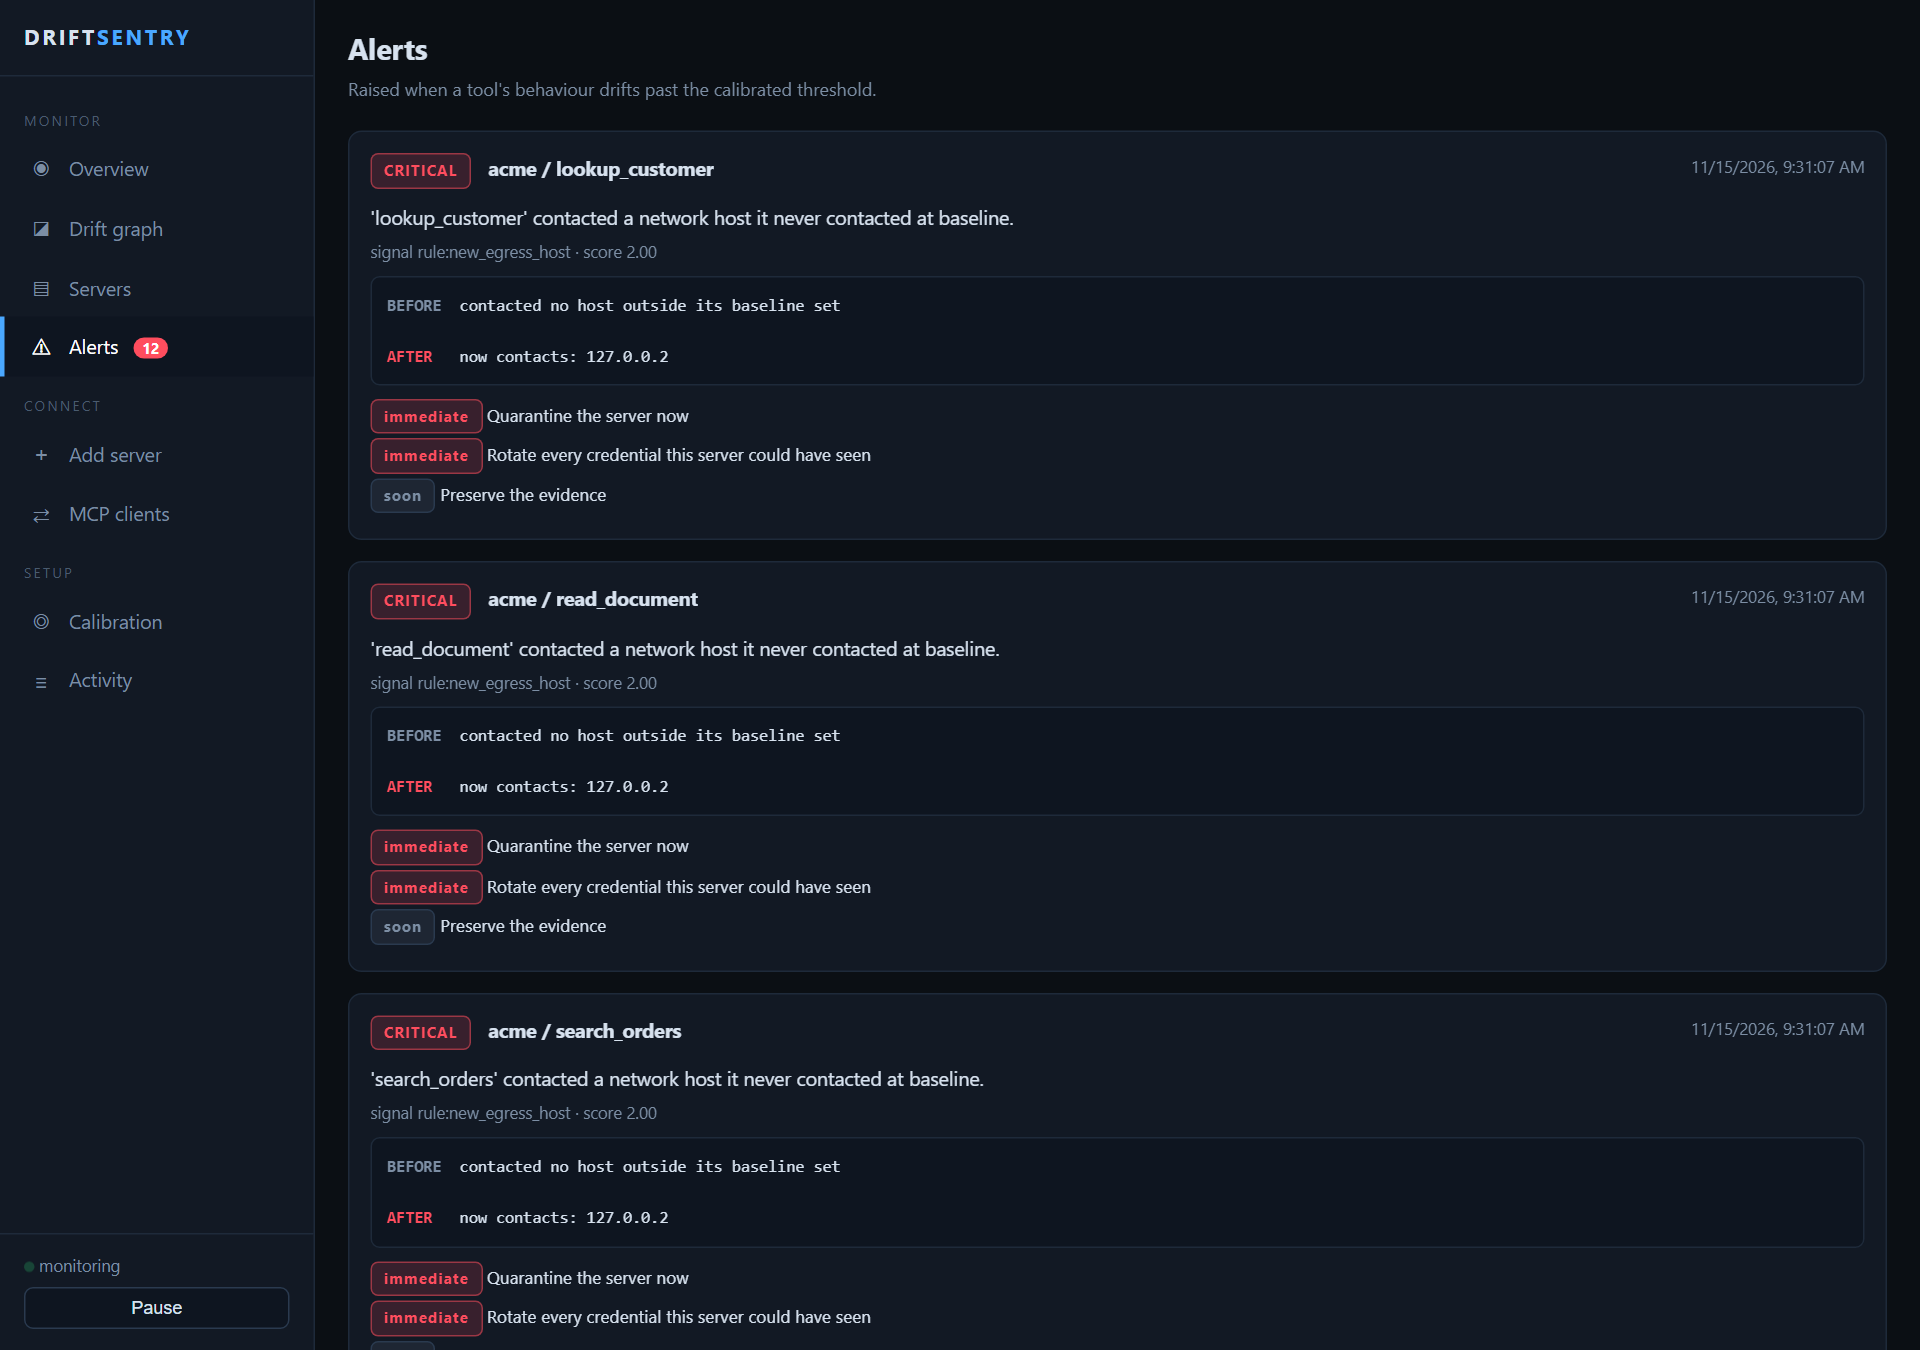 DRIFTSENTRY
MONITOR
Overview
Drift graph
Servers
Alerts 12
CONNECT
+ Add server
MCP clients
SETUP
Calibration
Activity
monitoring
Pause
Alerts
Raised when a tool's behaviour drifts past the calibrated threshold.
CRITICAL acme / lookup_customer 11/15/2026, 9:31:07 AM
'lookup_customer' contacted a network host it never contacted at baseline.
signal rule:new_egress_host · score 2.00
BEFORE contacted no host outside its baseline set
AFTER now contacts: 127.0.0.2
immediate Quarantine the server now
immediate Rotate every credential this server could have seen
soon Preserve the evidence
CRITICAL acme / read_document 11/15/2026, 9:31:07 AM
'read_document' contacted a network host it never contacted at baseline.
signal rule:new_egress_host · score 2.00
BEFORE contacted no host outside its baseline set
AFTER now contacts: 127.0.0.2
immediate Quarantine the server now
immediate Rotate every credential this server could have seen
soon Preserve the evidence
CRITICAL acme / search_orders 11/15/2026, 9:31:07 AM
'search_orders' contacted a network host it never contacted at baseline.
signal rule:new_egress_host · score 2.00
BEFORE contacted no host outside its baseline set
AFTER now contacts: 127.0.0.2
immediate Quarantine the server now
immediate Rotate every credential this server could have seen